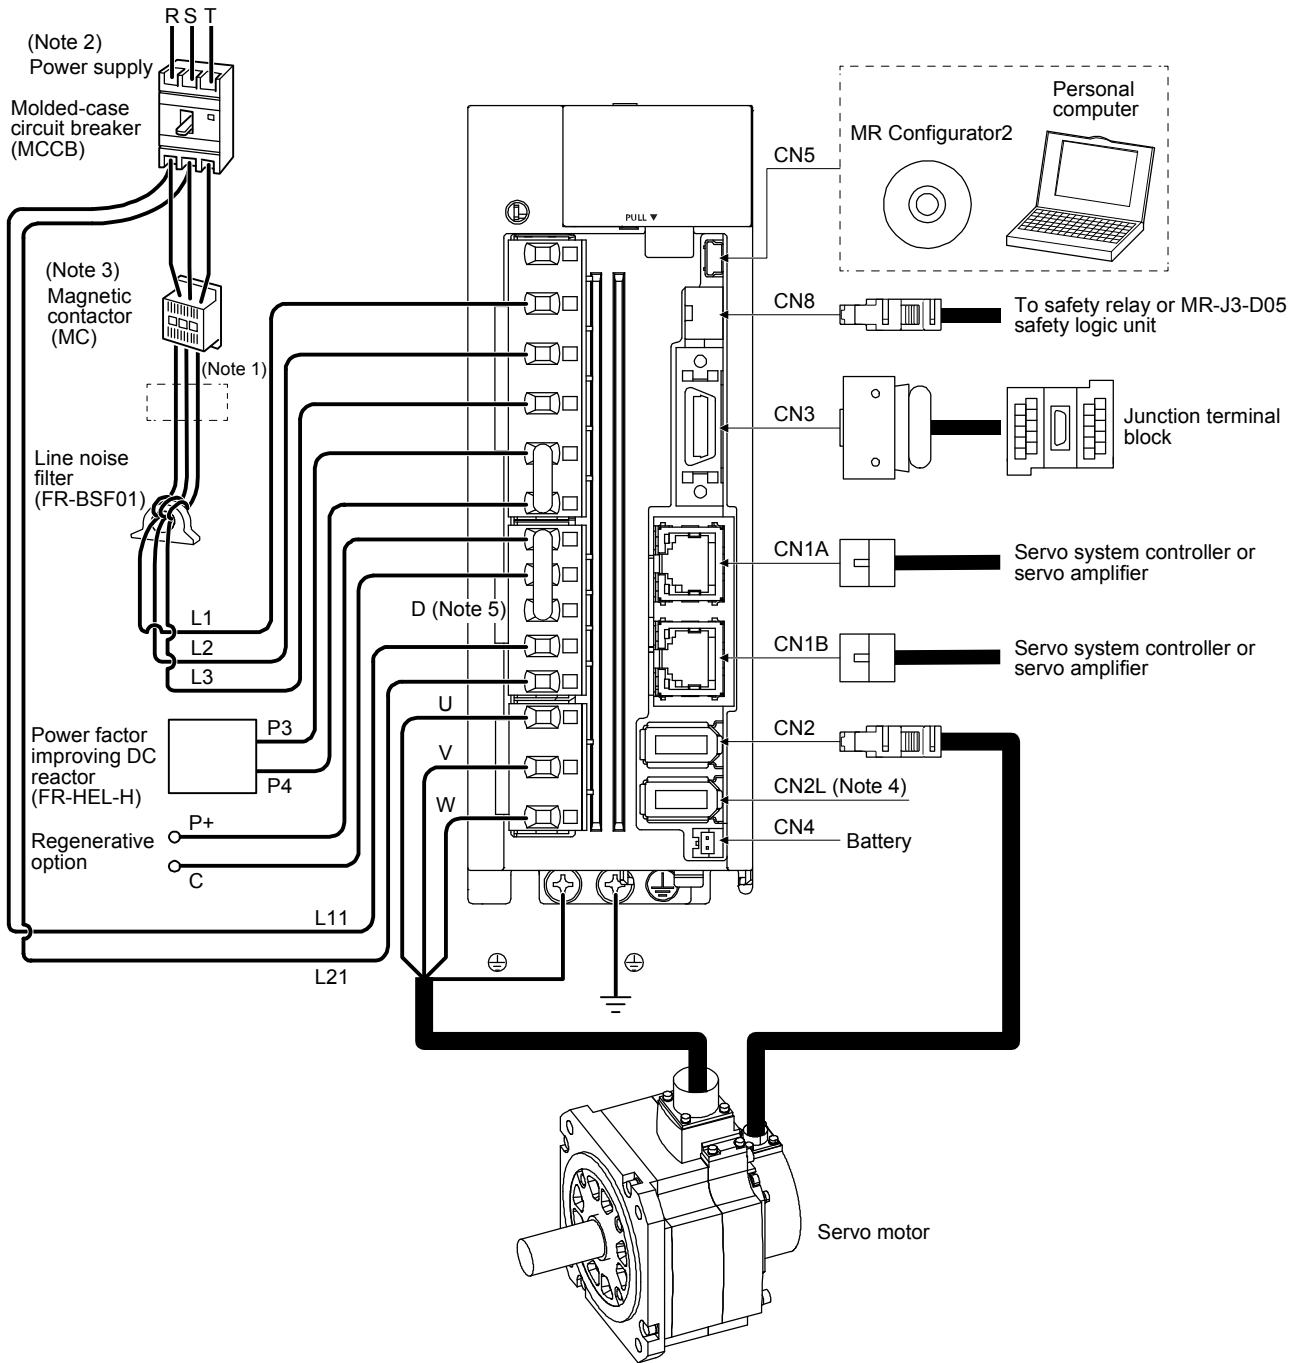 R S T
(Note 2)
Power supply
Molded-case
circuit breaker
(MCCB)
(Note 3)
Magnetic
contactor
(MC)
(Note 1)
Line noise
filter
(FR-BSF01)
L1
L2
L3
Power factor
improving DC
reactor
(FR-HEL-H)
P3
P4
Regenerative
option
P+
C
L11
L21
D (Note 5)
U
V
W
PULL ▼
CN5
MR Configurator2
Personal
computer
CN8
To safety relay or MR-J3-D05
safety logic unit
CN3
Junction terminal
block
CN1A
Servo system controller or
servo amplifier
CN1B
Servo system controller or
servo amplifier
CN2
CN2L (Note 4)
CN4
Battery
Servo motor